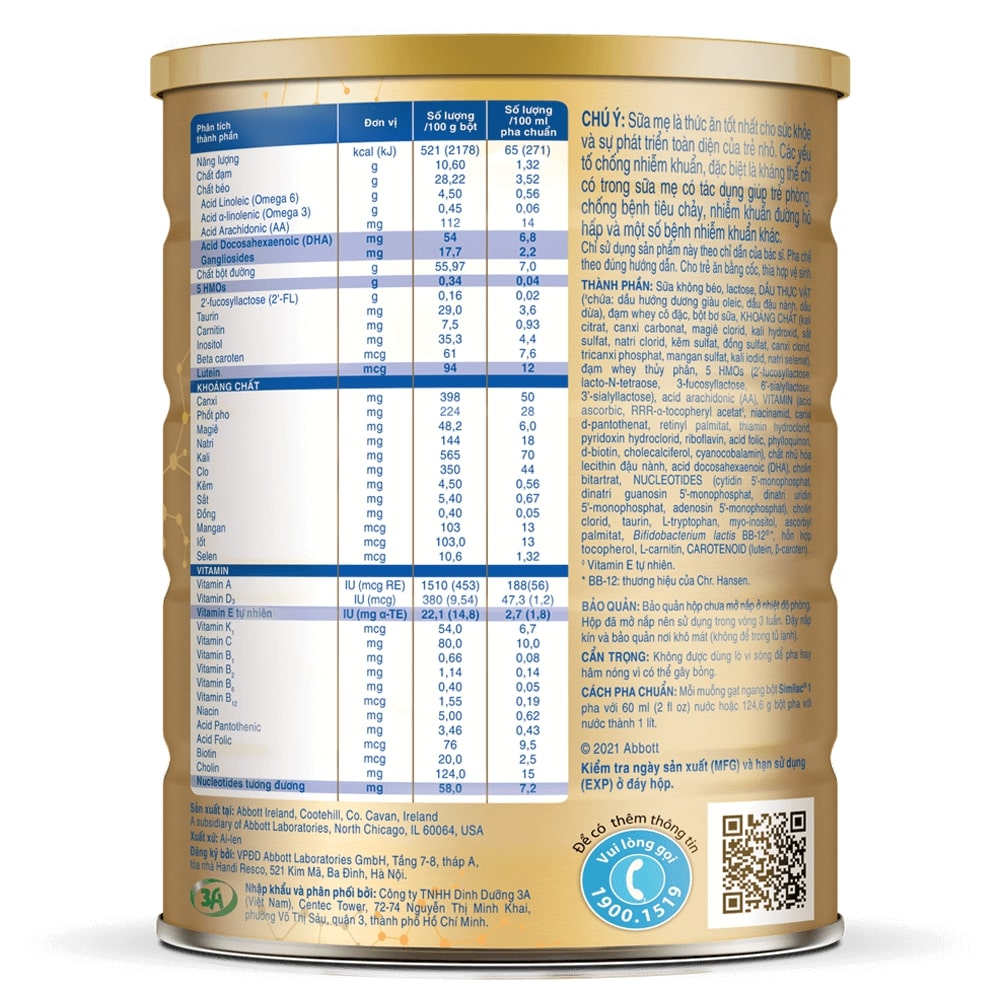 Phân tích thành phần | Đơn vị | Số lượng /100 g bột | Số lượng /100 ml pha chuẩn
Năng lượng | kcal (kJ) | 521 (2178) | 65 (271)
Chất đạm | g | 10,60 | 1,32
Chất béo | g | 28,22 | 3,52
Acid Linoleic (Omega 6) | g | 4,50 | 0,56
Acid α-linolenic (Omega 3) | g | 0,45 | 0,06
Acid Arachidonic (AA) | mg | 112 | 14
Acid Docosahexaenoic (DHA) | mg | 54 | 6,8
Gangliosides | mg | 17,7 | 2,2
Chất bột đường | g | 55,97 | 7,0
5 HMOs | g | 0,34 | 0,04
2'-fucosyllactose (2'-FL) | g | 0,16 | 0,02
Taurin | mg | 29,0 | 3,6
Carnitin | mg | 7,5 | 0,93
Inositol | mg | 35,3 | 4,4
Beta caroten | mcg | 61 | 7,6
Lutein | mcg | 94 | 12
KHOÁNG CHẤT
Canxi | mg | 398 | 50
Phốt pho | mg | 224 | 28
Magiê | mg | 48,2 | 6,0
Natri | mg | 144 | 18
Kali | mg | 565 | 70
Clo | mg | 350 | 44
Kẽm | mg | 4,50 | 0,56
Sắt | mg | 5,40 | 0,67
Đồng | mg | 0,40 | 0,05
Mangan | mcg | 103 | 13
Iốt | mcg | 103,0 | 13
Selen | mcg | 10,6 | 1,32
VITAMIN
Vitamin A | IU (mcg RE) | 1510 (453) | 188(56)
Vitamin D3 | IU (mcg) | 380 (9,54) | 47,3 (1,2)
Vitamin E tự nhiên | IU (mg α-TE) | 22,1 (14,8) | 2,7 (1,8)
Vitamin K1 | mcg | 54,0 | 6,7
Vitamin C | mg | 80,0 | 10,0
Vitamin B1 | mg | 0,66 | 0,08
Vitamin B2 | mg | 1,14 | 0,14
Vitamin B6 | mg | 0,40 | 0,05
Vitamin B12 | mcg | 1,55 | 0,19
Niacin | mg | 5,00 | 0,62
Acid Pantothenic | mg | 3,46 | 0,43
Acid Folic | mcg | 76 | 9,5
Biotin | mcg | 20,0 | 2,5
Cholin | mg | 124,0 | 15
Nucleotides tương đương | mg | 58,0 | 7,2
Sản xuất tại: Abbott Ireland, Cootehill, Co. Cavan, Ireland
A subsidiary of Abbott Laboratories, North Chicago, IL 60064, USA
Xuất xứ: Ai-len
Đăng ký bởi: VPĐD Abbott Laboratories GmbH, Tầng 7-8, tháp A,
tòa nhà Handi Resco, 521 Kim Mã, Ba Đình, Hà Nội.
3A
Nhập khẩu và phân phối bởi: Công ty TNHH Dinh Dưỡng 3A
(Việt Nam), Centec Tower, 72-74 Nguyễn Thị Minh Khai,
phường Võ Thị Sáu, quận 3, thành phố Hồ Chí Minh.
CHÚ Ý: Sữa mẹ là thức ăn tốt nhất cho sức khỏe
và sự phát triển toàn diện của trẻ nhỏ. Các yếu
tố chống nhiễm khuẩn, đặc biệt là kháng thể chỉ
có trong sữa mẹ có tác dụng giúp trẻ phòng,
chống bệnh tiêu chảy, nhiễm khuẩn đường hô
hấp và một số bệnh nhiễm khuẩn khác.
Chỉ sử dụng sản phẩm này theo chỉ dẫn của bác sĩ. Pha chế
theo đúng hướng dẫn. Cho trẻ ăn bằng cốc, thìa hợp vệ sinh.
THÀNH PHẦN: Sữa không béo, lactose, DẦU THỰC VẬT
(chứa: dầu hướng dương giàu oleic, dầu đậu nành, dầu
dừa), đạm whey cô đặc, bột bơ sữa, KHOÁNG CHẤT (kali
citrat, canxi carbonat, magiê clorid, kali hydroxid, sắt
sulfat, natri clorid, kẽm sulfat, đồng sulfat, canxi clorid,
tricanxi phosphat, mangan sulfat, kali iodid, natri selenat),
đạm whey thủy phân, 5 HMOs (2'-fucosyllactose,
lacto-N-tetraose, 3-fucosyllactose, 6'-sialyllactose,
3'-sialyllactose), acid arachidonic (AA), VITAMIN (acid
ascorbic, RRR-α-tocopheryl acetat◊, niacinamid, canxi
d-pantothenat, retinyl palmitat, thiamin hydroclorid,
pyridoxin hydroclorid, riboflavin, acid folic, phylloquinon,
d-biotin, cholecalciferol, cyanocobalamin), chất nhũ hóa
lecithin đậu nành, acid docosahexaenoic (DHA), cholin
bitartrat, NUCLEOTIDES (cytidin 5'-monophosphat,
dinatri guanosin 5'-monophosphat, dinatri uridin
5'-monophosphat, adenosin 5'-monophosphat), cholin
clorid, taurin, L-tryptophan, myo-inositol, ascorbyl
palmitat, Bifidobacterium lactis BB-12®*, hỗn hợp
tocopherol, L-carnitin, CAROTENOID (lutein, β-caroten).
◊ Vitamin E tự nhiên.
* BB-12: thương hiệu của Chr. Hansen.
BẢO QUẢN: Bảo quản hộp chưa mở nắp ở nhiệt độ phòng.
Hộp đã mở nắp nên sử dụng trong vòng 3 tuần. Đậy nắp
kín và bảo quản nơi khô mát (không để trong tủ lạnh).
CẨN TRỌNG: Không được dùng lò vi sóng để pha hay
hâm nóng vì có thể gây bỏng.
CÁCH PHA CHUẨN: Mỗi muỗng gạt ngang bột Similac 1
pha với 60 ml (2 fl oz) nước hoặc 124,6 g bột pha với
nước thành 1 lít.
© 2021 Abbott
Kiểm tra ngày sản xuất (MFG) và hạn sử dụng
(EXP) ở đáy hộp.
Để có thêm thông tin
Vui lòng gọi
1900.1519